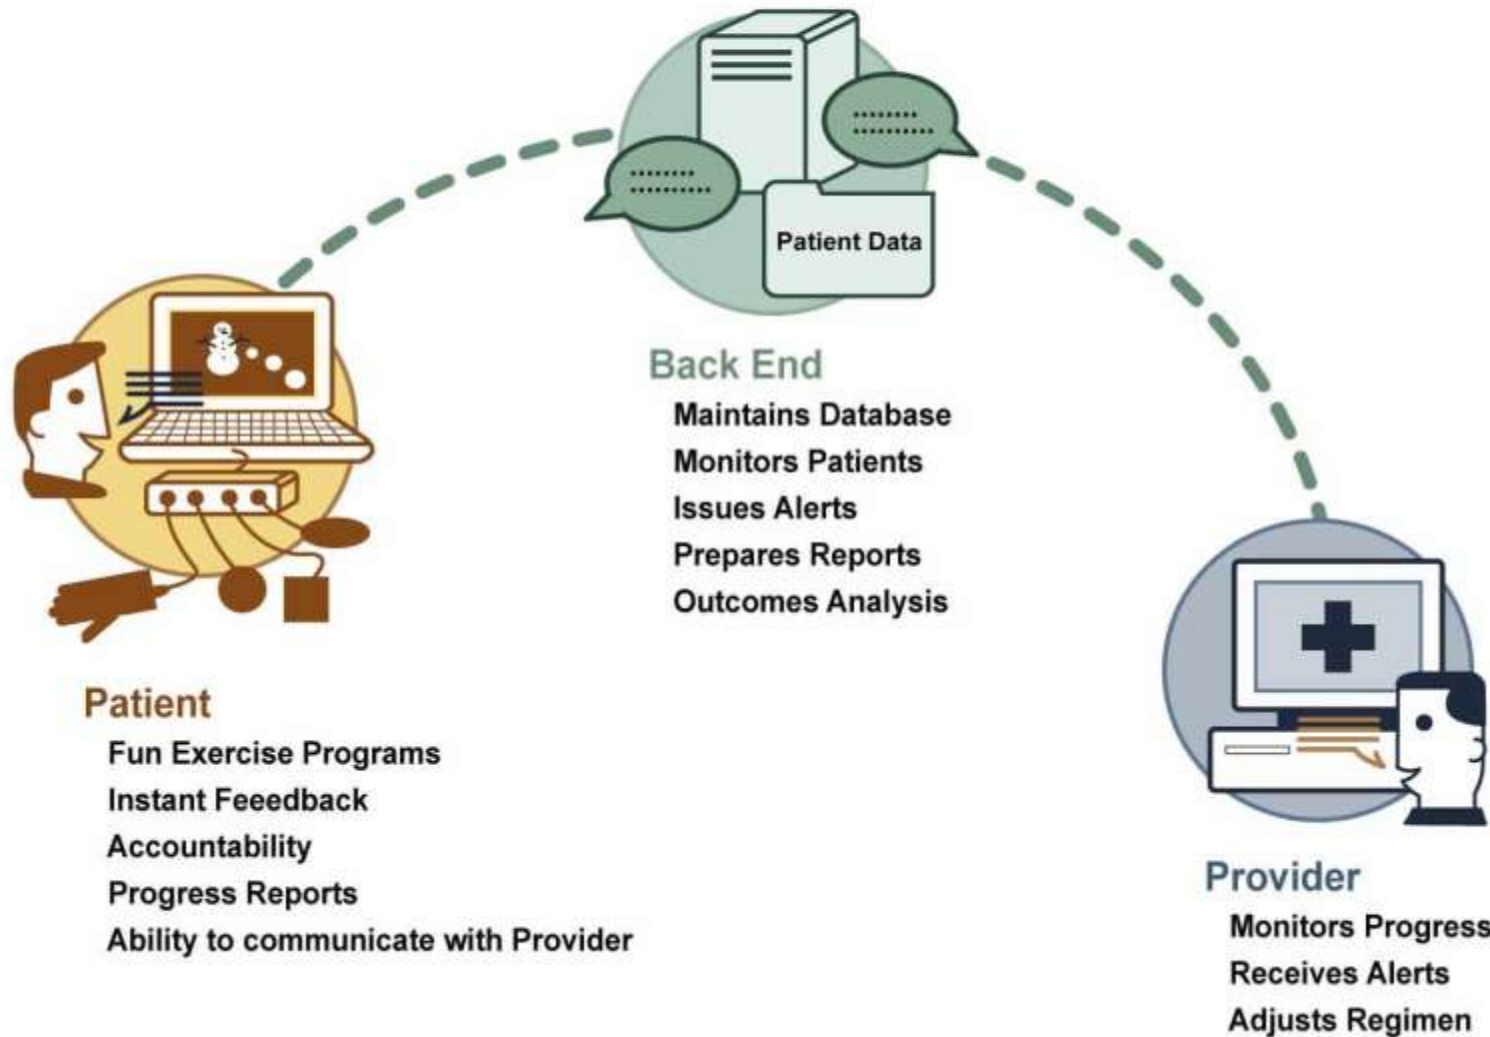 Patient Data
Back End
Maintains Database
Monitors Patients
Issues Alerts
Prepares Reports
Outcomes Analysis
Patient
Fun Exercise Programs
Instant Feeedback
Accountability
Progress Reports
Ability to communicate with Provider
Provider
Monitors Progress
Receives Alerts
Adjusts Regimen